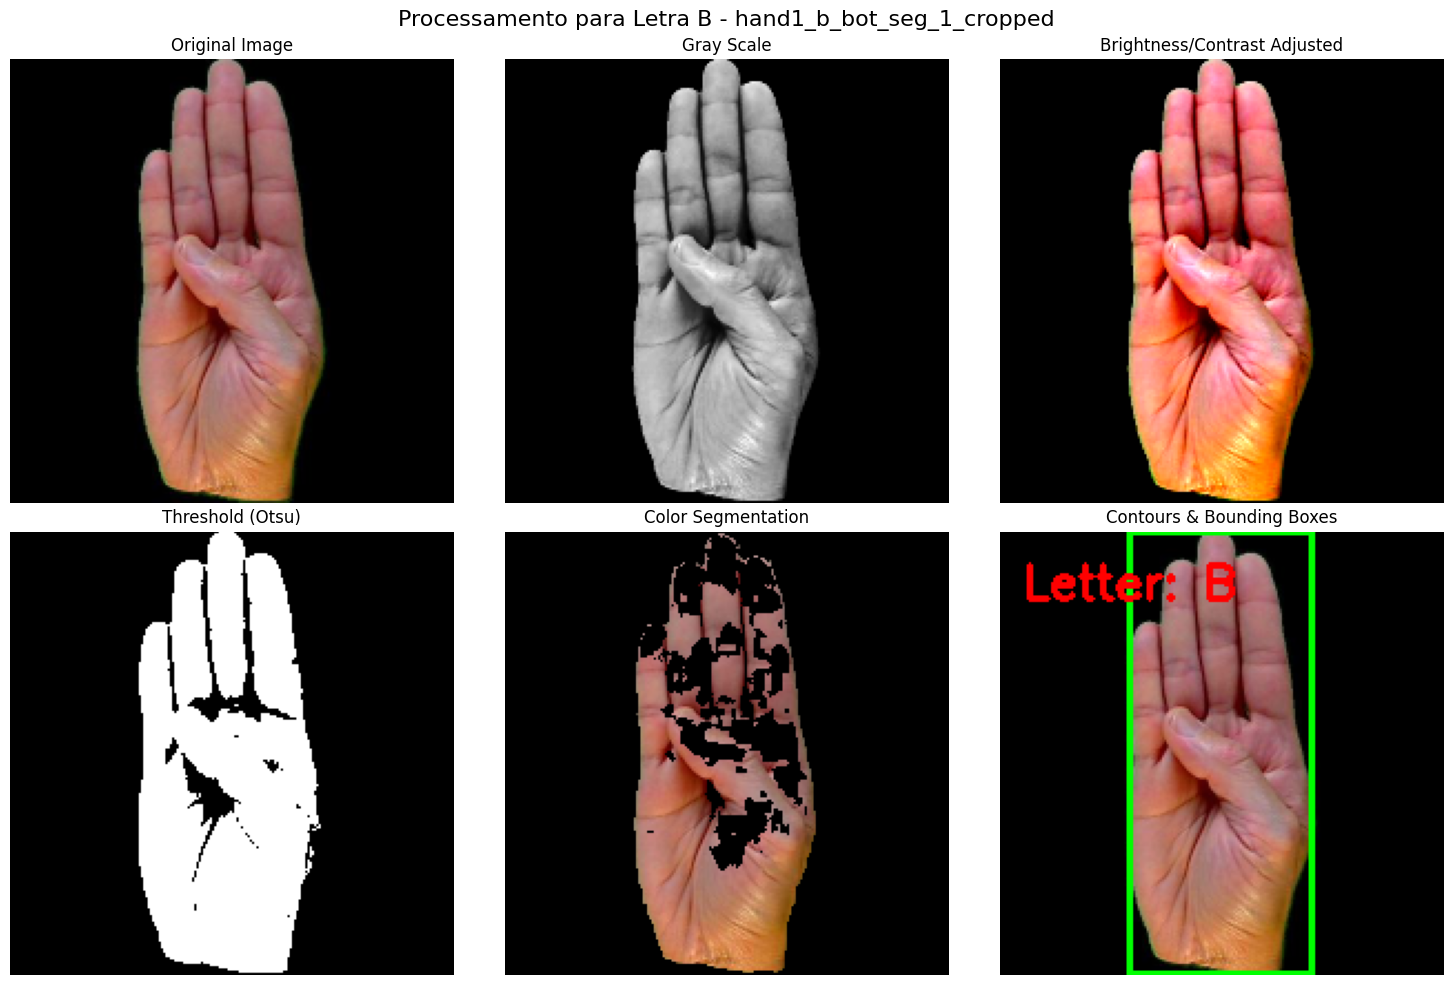 Processamento para Letra B - hand1_b_bot_seg_1_cropped
Original Image
Gray Scale
Brightness/Contrast Adjusted
Threshold (Otsu)
Color Segmentation
Contours & Bounding Boxes
Letter: B